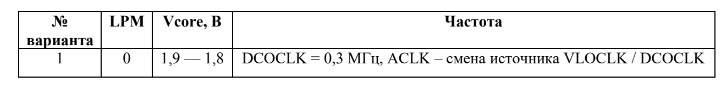 № варианта LPM Vcore, В Частота
1 0 1,9 — 1,8 DCOCLK = 0,3 МГц, ACLK – смена источника VLOCLK / DCOCLK